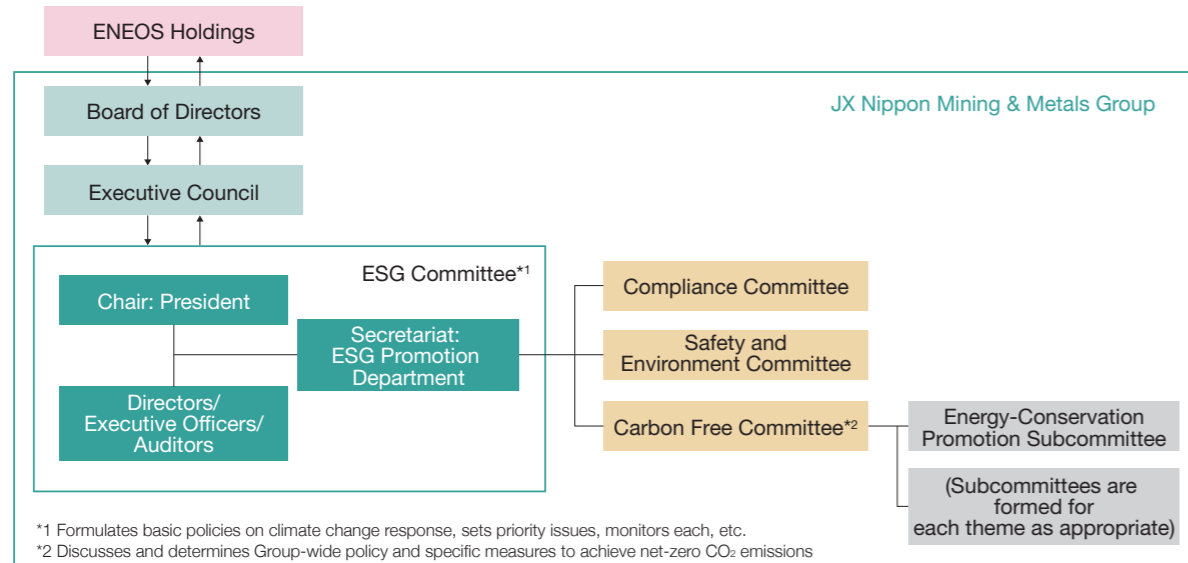 ENEOS Holdings
JX Nippon Mining & Metals Group
Board of Directors
Executive Council
ESG Committee*1
Chair: President
Secretariat:
ESG Promotion
Department
Directors/
Executive Officers/
Auditors
Compliance Committee
Safety and
Environment Committee
Carbon Free Committee*2
Energy-Conservation
Promotion Subcommittee
(Subcommittees are
formed for
each theme as appropriate)
*1 Formulates basic policies on climate change response, sets priority issues, monitors each, etc.
*2 Discusses and determines Group-wide policy and specific measures to achieve net-zero CO₂ emissions